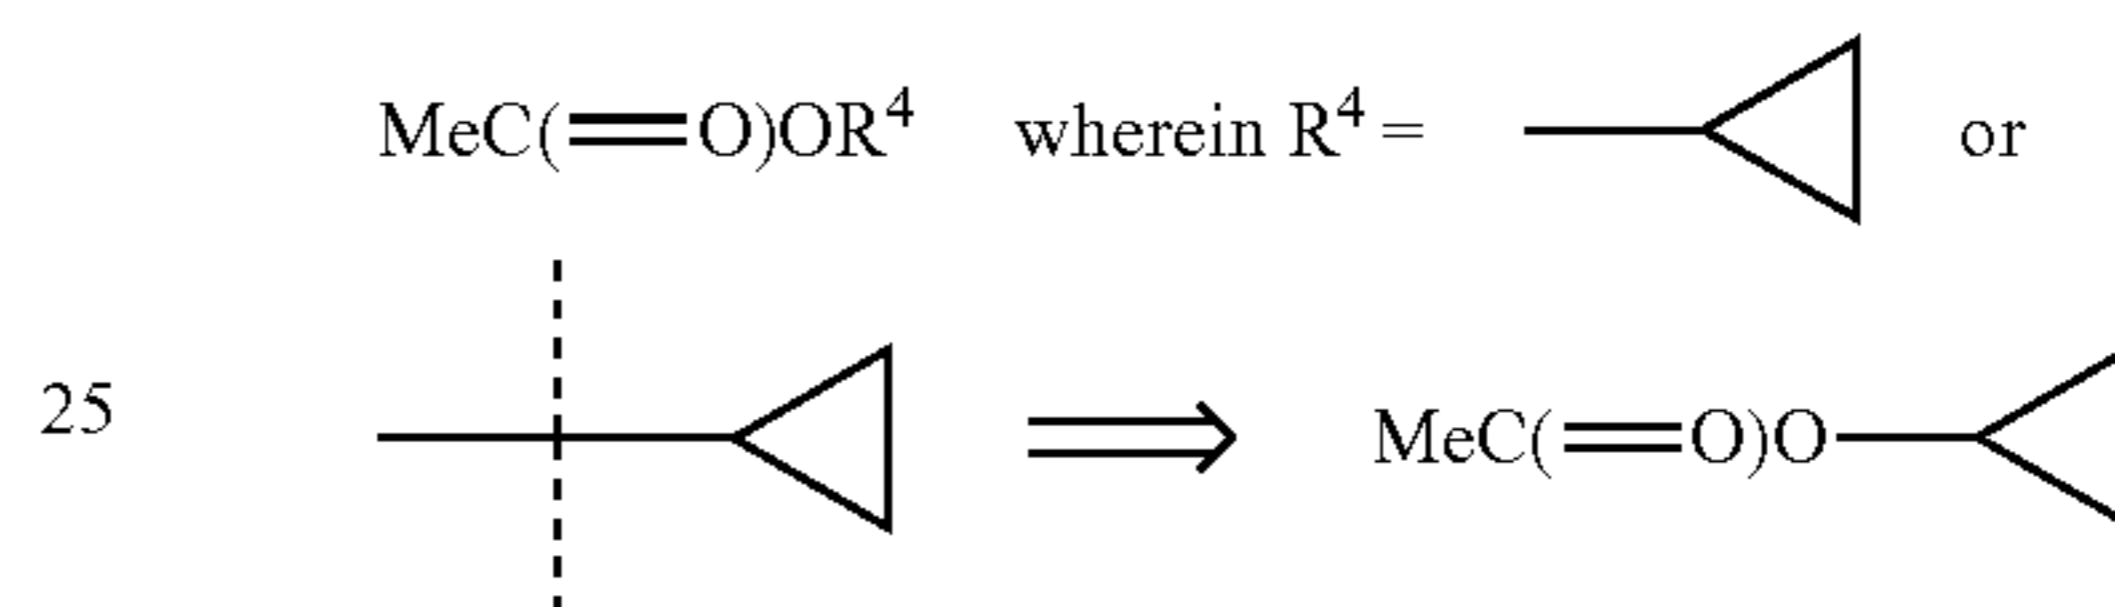 MeC(=O)OR⁴ wherein R⁴ = or
25 MeC(=O)O